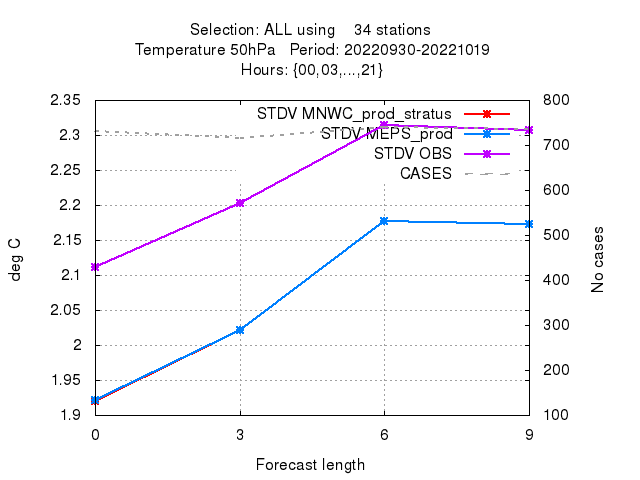 Selection: ALL using    34 stations
Temperature 50hPa   Period: 20220930-20221019
Hours: {00,03,...,21}
STDV MNWC_prod_stratus
STDV MEPS_prod
STDV OBS
CASES
2.35
2.3
2.25
2.2
2.15
2.1
2.05
2
1.95
1.9
deg C
800
700
600
500
400
300
200
100
No cases
0 3 6 9
Forecast length